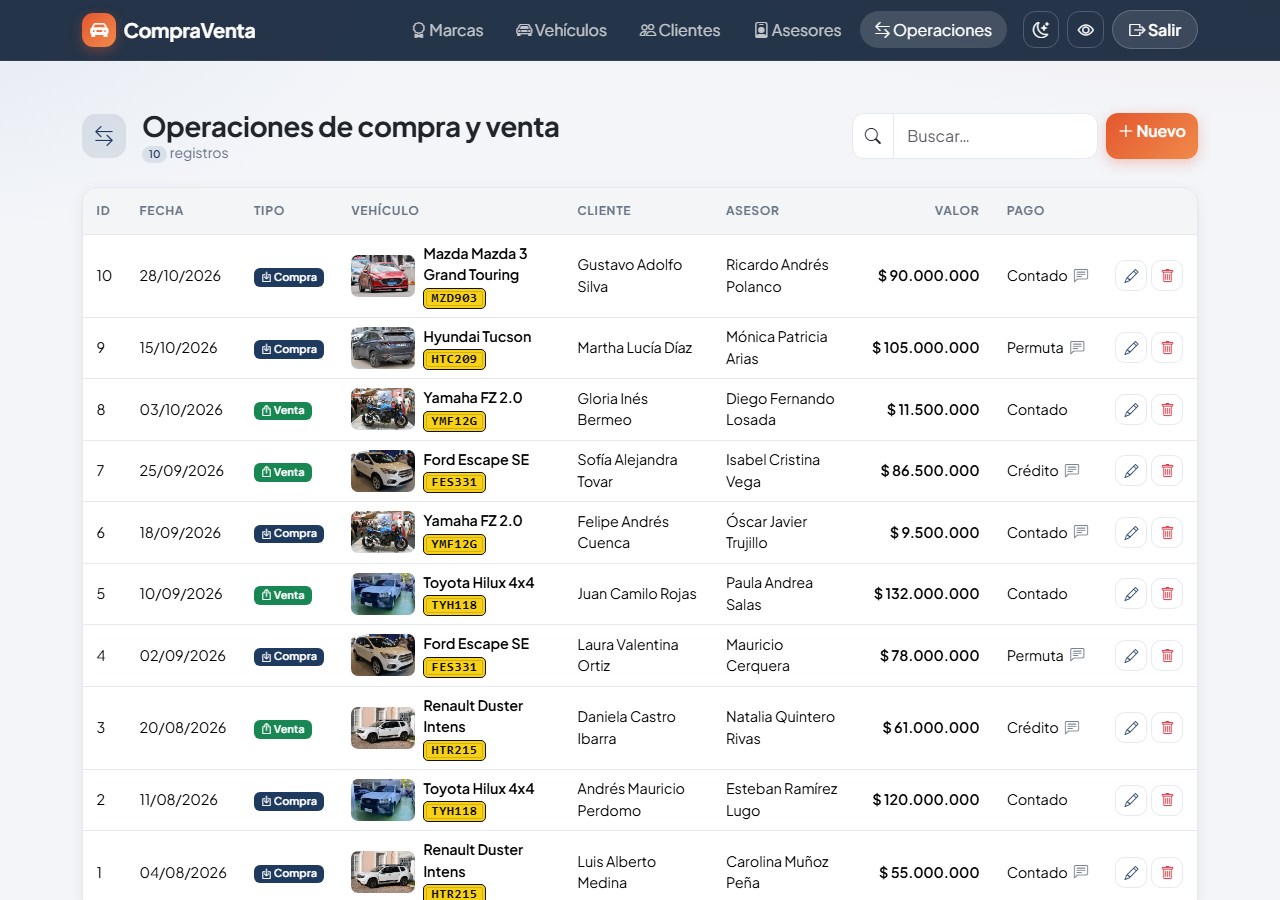 CompraVenta
Marcas
Vehículos
Clientes
Asesores
Operaciones
Salir
Operaciones de compra y venta
10 registros
Buscar...
Nuevo
ID FECHA TIPO VEHÍCULO CLIENTE ASESOR VALOR PAGO
10 28/10/2026 Compra Mazda Mazda 3 Grand Touring MZD903 Gustavo Adolfo Silva Ricardo Andrés Polanco $ 90.000.000 Contado
9 15/10/2026 Compra Hyundai Tucson HTC209 Martha Lucía Díaz Mónica Patricia Arias $ 105.000.000 Permuta
8 03/10/2026 Venta Yamaha FZ 2.0 YMF12G Gloria Inés Bermeo Diego Fernando Losada $ 11.500.000 Contado
7 25/09/2026 Venta Ford Escape SE FES331 Sofía Alejandra Tovar Isabel Cristina Vega $ 86.500.000 Crédito
6 18/09/2026 Compra Yamaha FZ 2.0 YMF12G Felipe Andrés Cuenca Óscar Javier Trujillo $ 9.500.000 Contado
5 10/09/2026 Venta Toyota Hilux 4x4 TYH118 Juan Camilo Rojas Paula Andrea Salas $ 132.000.000 Contado
4 02/09/2026 Compra Ford Escape SE FES331 Laura Valentina Ortiz Mauricio Cerquera $ 78.000.000 Permuta
3 20/08/2026 Venta Renault Duster Intens HTR215 Daniela Castro Ibarra Natalia Quintero Rivas $ 61.000.000 Crédito
2 11/08/2026 Compra Toyota Hilux 4x4 TYH118 Andrés Mauricio Perdomo Esteban Ramírez Lugo $ 120.000.000 Contado
1 04/08/2026 Compra Renault Duster Intens HTR215 Luis Alberto Medina Carolina Muñoz Peña $ 55.000.000 Contado